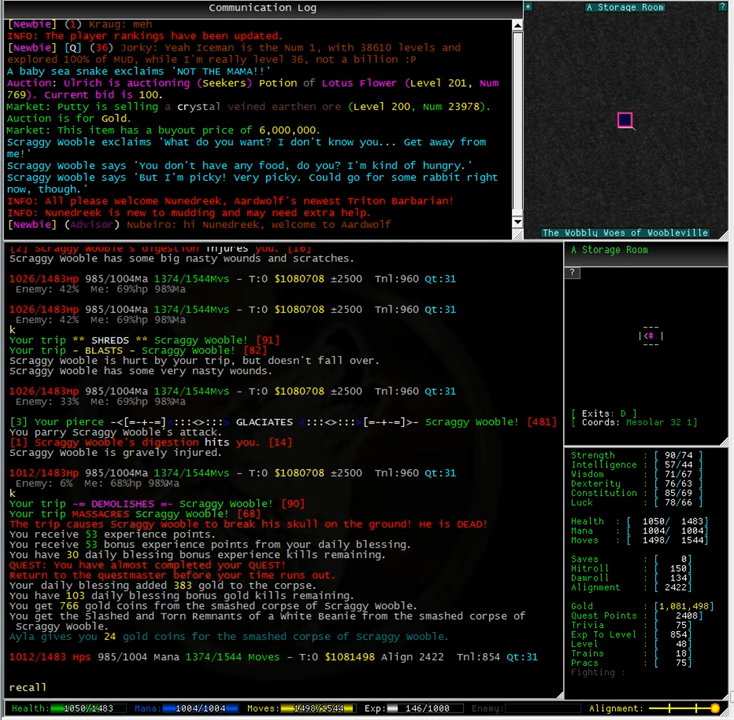 Communication Log
[Newbie] (1) Kraug: meh
INFO: The player rankings have been updated.
[Newbie] [Q] (36) Jorky: Yeah Iceman is the Num 1, with 38610 levels and
explored 100% of MUD, while I'm really level 36, not a billion :P
A baby sea snake exclaims 'NOT THE MAMA!!'
Auction: Ulrich is auctioning (Seekers) Potion of Lotus Flower (Level 201, Num
769). Current bid is 100.
Market: Putty is selling a crystal veined earthen ore (Level 200, Num 23978).
Auction is for Gold.
Market: This item has a buyout price of 6,000,000.
Scraggy Wooble exclaims 'What do you want? I don't know you... Get away from
me!'
Scraggy Wooble says 'You don't have any food, do you? I'm kind of hungry.'
Scraggy Wooble says 'But I'm picky! Very picky. Could go for some rabbit right
now, though.'
INFO: All please welcome Nunedreek, Aardwolf's newest Triton Barbarian!
INFO: Nunedreek is new to mudding and may need extra help.
[Newbie] (Advisor) Nubeiro: hi Nunedreek, welcome to Aardwolf
* A Storage Room ?
The Wobbly Woes of Woobleville
[2] Scraggy Wooble's digestion injures you. [16]
Scraggy Wooble has some big nasty wounds and scratches.
1026/1483Hp 985/1004Ma 1374/1544Mvs - T:0 $1080708 ±2500 Tnl:960 Qt:31
Enemy: 42% Me: 69%hp 98%Ma
1026/1483Hp 985/1004Ma 1374/1544Mvs - T:0 $1080708 ±2500 Tnl:960 Qt:31
Enemy: 42% Me: 69%hp 98%Ma
k
Your trip ** SHREDS ** Scraggy Wooble! [91]
Your trip - BLASTS - Scraggy Wooble! [82]
Scraggy Wooble is hurt by your trip, but doesn't fall over.
Scraggy Wooble has some very nasty wounds.
1026/1483Hp 985/1004Ma 1374/1544Mvs - T:0 $1080708 ±2500 Tnl:960 Qt:31
Enemy: 33% Me: 69%hp 98%Ma
[3] Your pierce -<[=-+-=]<:::<>:::> GLACIATES <:::<>:::>[=-+-=]>- Scraggy Wooble! [481]
You parry Scraggy Wooble's attack.
[1] Scraggy Wooble's digestion hits you. [14]
Scraggy Wooble is gravely injured.
1012/1483Hp 985/1004Ma 1374/1544Mvs - T:0 $1080708 ±2500 Tnl:960 Qt:31
Enemy: 6% Me: 68%hp 98%Ma
k
Your trip -= DEMOLISHES =- Scraggy Wooble! [90]
Your trip MASSACRES Scraggy Wooble! [68]
The trip causes Scraggy Wooble to break his skull on the ground! He is DEAD!
You receive 53 experience points.
You receive 53 bonus experience points from your daily blessing.
You have 30 daily blessing bonus experience kills remaining.
QUEST: You have almost completed your QUEST!
Return to the questmaster before your time runs out.
Your daily blessing added 383 gold to the corpse.
You have 103 daily blessing bonus gold kills remaining.
You get 766 gold coins from the smashed corpse of Scraggy Wooble.
You get the Slashed and Torn Remnants of a White Beanie from the smashed corpse of
Scraggy Wooble.
Ayla gives you 24 gold coins for the smashed corpse of Scraggy Wooble.
1012/1483 Hps 985/1004 Mana 1374/1544 Moves - T:0 $1081498 Align 2422 Tnl:854 Qt:31
recall
A Storage Room
?
---
|<# |
---
[ Exits: D ]
[ Coords: Mesolar 32 1 ]
Strength : [ 90/74 ]
Intelligence : [ 57/44 ]
Wisdom : [ 71/67 ]
Dexterity : [ 76/63 ]
Constitution : [ 85/69 ]
Luck : [ 78/66 ]
Health: [ 1050/ 1483 ]
Mana : [ 1004/ 1004 ]
Moves : [ 1498/ 1544 ]
Saves : [ 0]
Hitroll : [ 150]
Damroll : [ 134]
Alignment : [ 2422]
Gold : [1,081,498]
Quest Points : [ 2408]
Trivia : [ 75]
Exp To Level : [ 854]
Level : [ 48]
Trains : [ 18]
Pracs : [ 75]
Fighting :
Health: 1050/1483 Mana: 1004/1004 Moves: 1498/1544 Exp: 146/1000 Enemy: Alignment: